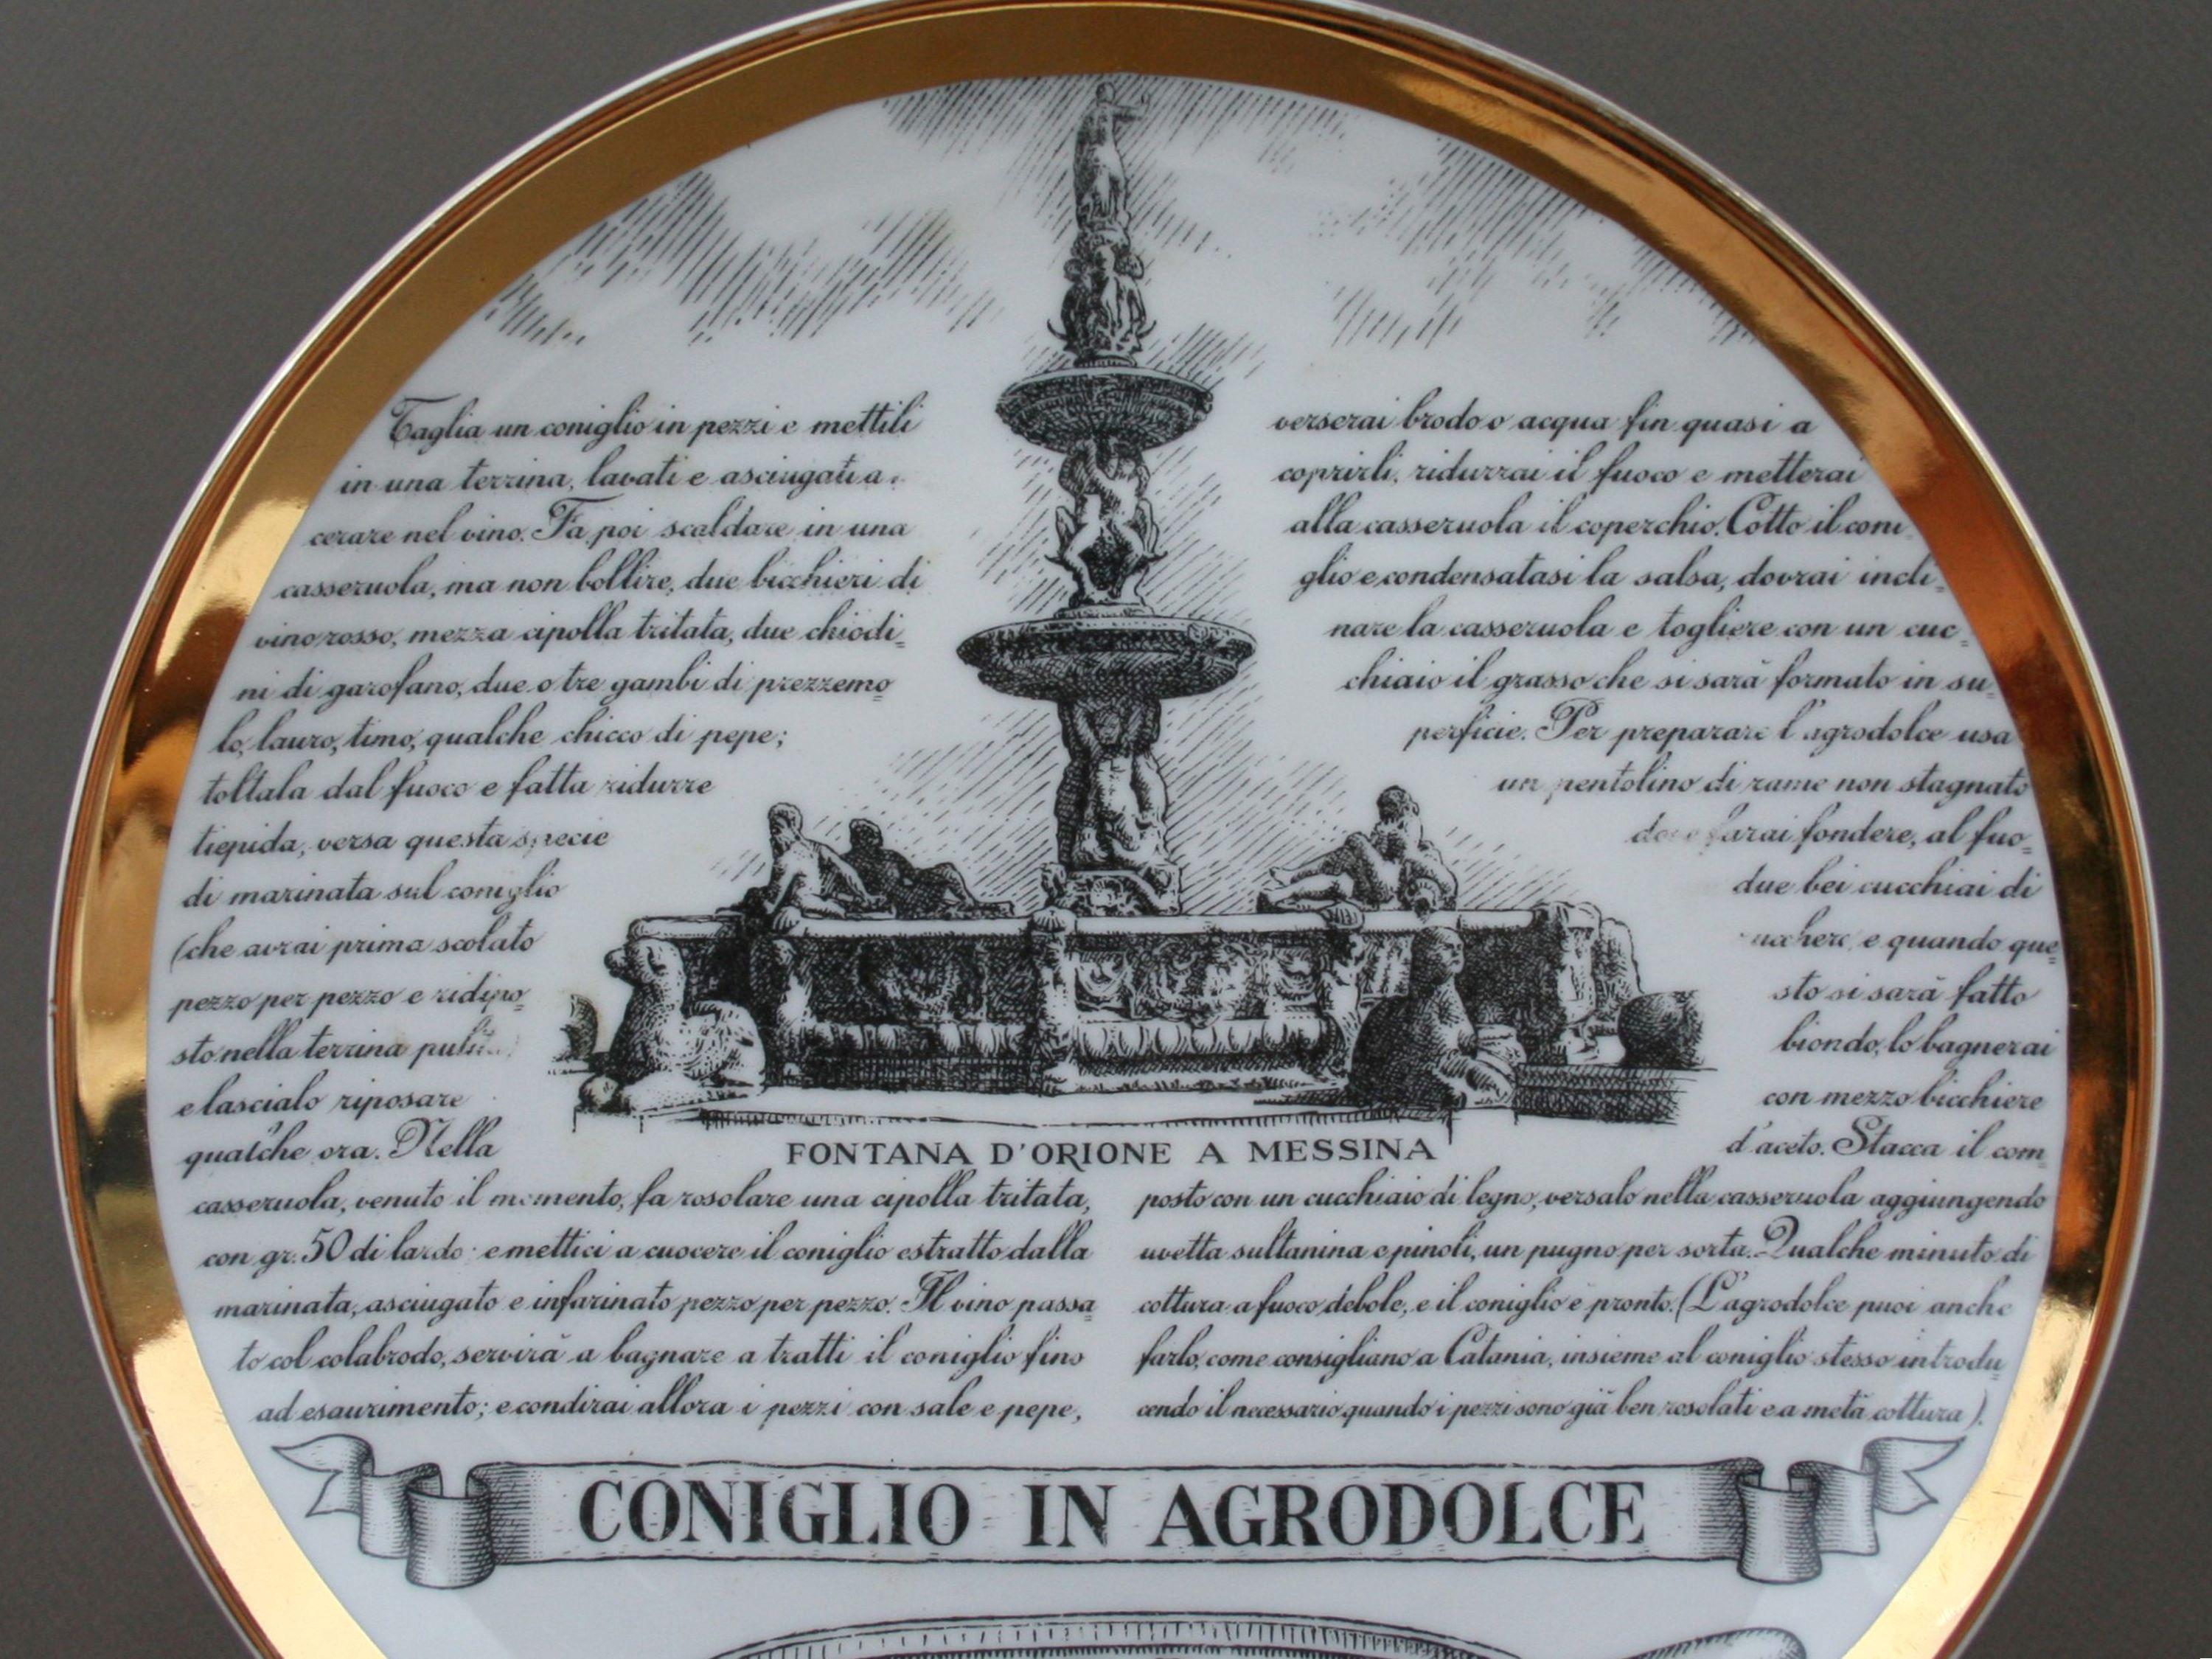 Taglia un coniglio in pezzi e mettili
in una terrina, lavati e asciugati a
cerare nel vino. Fa poi scaldare in una
casseruola, ma non bollire, due bicchieri di
vino rosso, mezza cipolla tritata, due chiodi=
ni di garofano, due o tre gambi di prezzemo=
lo, lauro, timo, qualche chicco di pepe;
toltala dal fuoco e fatta ridurre
tiepida, versa questa specie
di marinata sul coniglio
(che avrai prima scolato
pezzo per pezzo e ridipo=
sto nella terrina
e lascialo riposare
qualche ora. Nella
casseruola, venuto il momento, fa rosolare una cipolla tritata,
con gr. 50 di lardo; e mettici a cuocere il coniglio estratto dalla
marinata, asciugato e infarinato pezzo per pezzo. Il vino passa=
to col colabrodo, servirà a bagnare a tratti il coniglio fino
ad esaurimento; e condirai allora i pezzi con sale e pepe,
verserai brodo o acqua fin quasi a
coprirli, ridurrai il fuoco e metterai
alla casseruola il coperchio. Cotto il coni=
glio e condensatasi la salsa, dovrai incli=
nare la casseruola e togliere con un cuc=
chiaio il grasso che si sarà formato in su=
perficie. Per preparare l'agrodolce usa
un pentolino di rame non stagnato
farai fondere, al fuo=
due bei cucchiai di
e quando que=
sto si sarà fatto
biondo, lo bagnerai
con mezzo bicchiere
d'aceto. Stacca il com=
posto con un cucchiaio di legno, versalo nella casseruola aggiungendo
uvetta sultanina e pinoli, un pugno per sorta. Qualche minuto di
cottura a fuoco debole, e il coniglio è pronto. (L'agrodolce puoi anche
farlo, come consigliano a Catania, insieme al coniglio stesso introdu=
cendo il necessario quando i pezzi sono già ben rosolati e a metà cottura).
FONTANA D'ORIONE A MESSINA
CONIGLIO IN AGRODOLCE